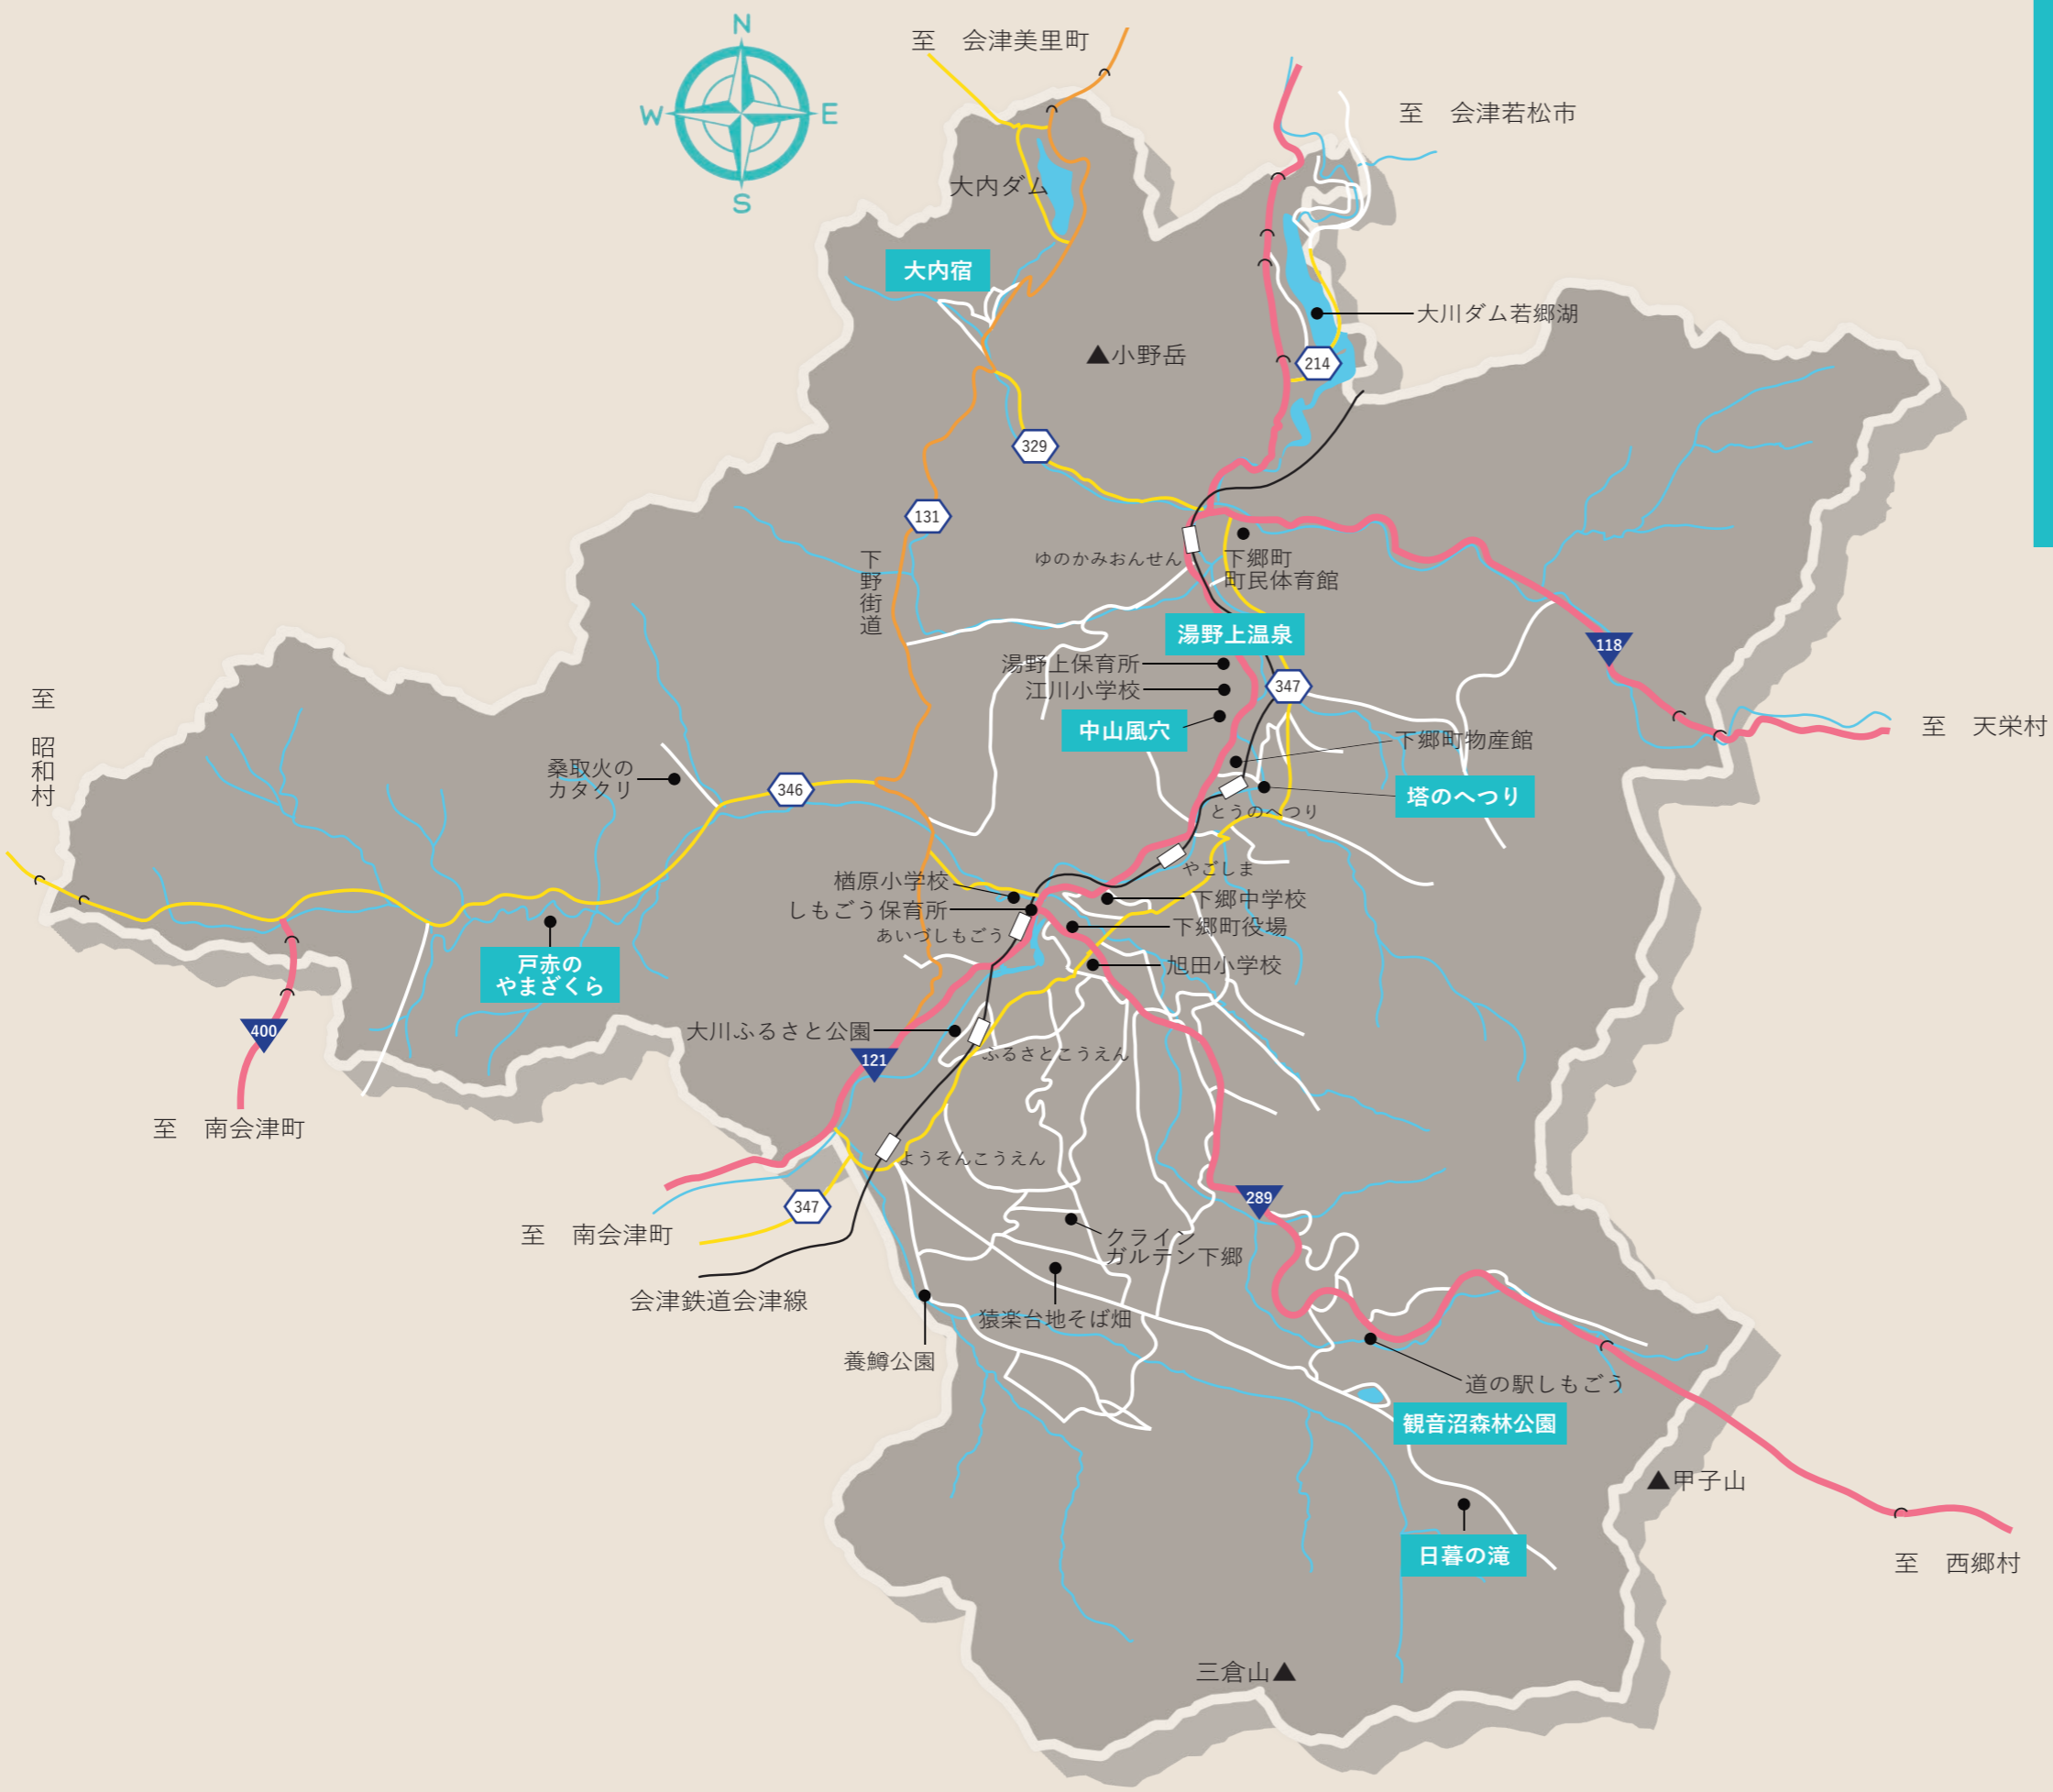 N
W
E
S
至　会津美里町
至　会津若松市
大内ダム
大内宿
大川ダム若郷湖
▲小野岳
214
329
131
下野街道
ゆのかみおんせん
下郷町
町民体育館
湯野上温泉
118
湯野上保育所
江川小学校
347
中山風穴
至　昭和村
至　天栄村
下郷町物産館
桑取火の
カタクリ
346
塔のへつり
とうのへつり
やごしま
楢原小学校
しもごう保育所
あいづしもごう
下郷中学校
下郷町役場
旭田小学校
戸赤の
やまざくら
400
大川ふるさと公園
121
ふるさとこうえん
至　南会津町
ようそんこうえん
347
289
至　南会津町
クライン
ガルテン下郷
会津鉄道会津線
猿楽台地そば畑
養鱒公園
道の駅しもごう
観音沼森林公園
▲甲子山
日暮の滝
至　西郷村
三倉山▲